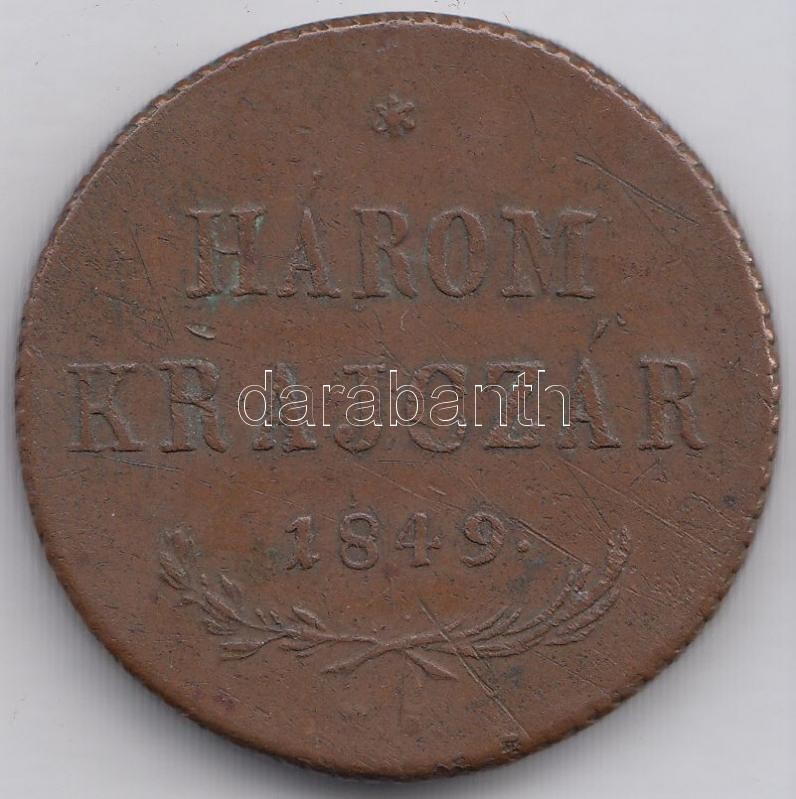 *
HÁROM
KRAJCZÁR
darabanth
1849.